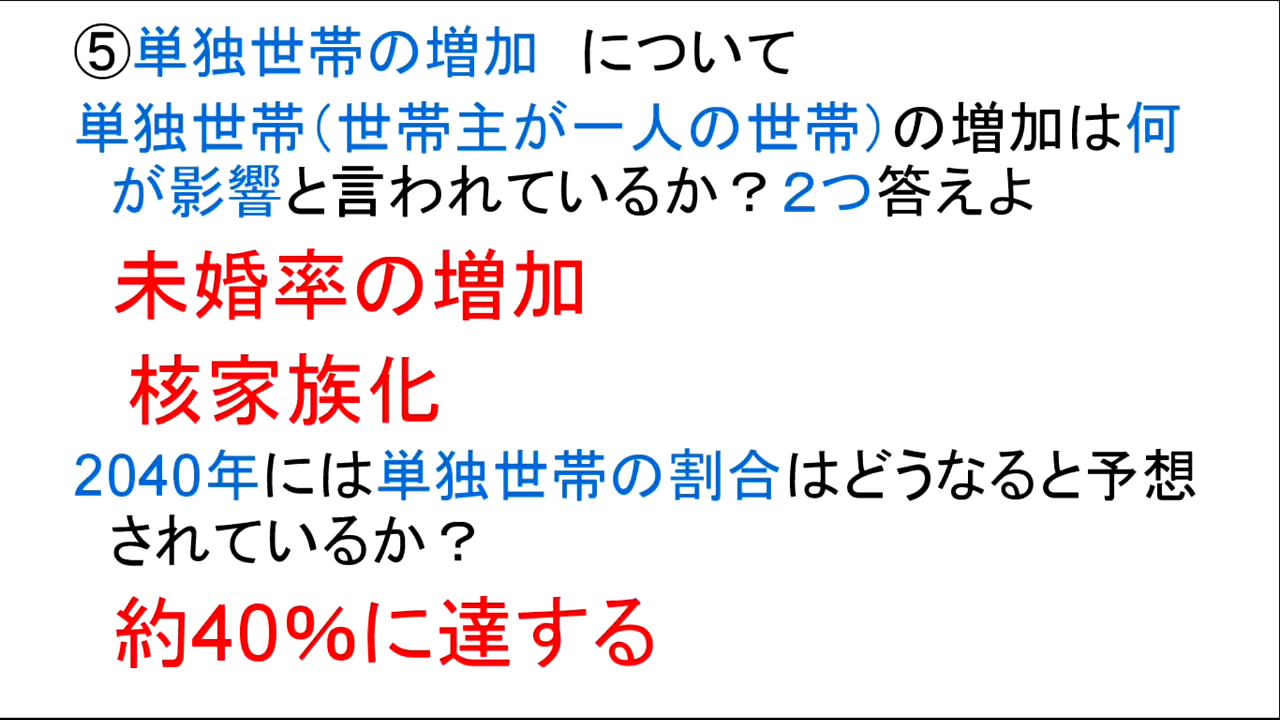 ⑤単独世帯の増加　について
単独世帯（世帯主が一人の世帯）の増加は何
が影響と言われているか？２つ答えよ
未婚率の増加
核家族化
2040年には単独世帯の割合はどうなると予想
されているか？
約40％に達する